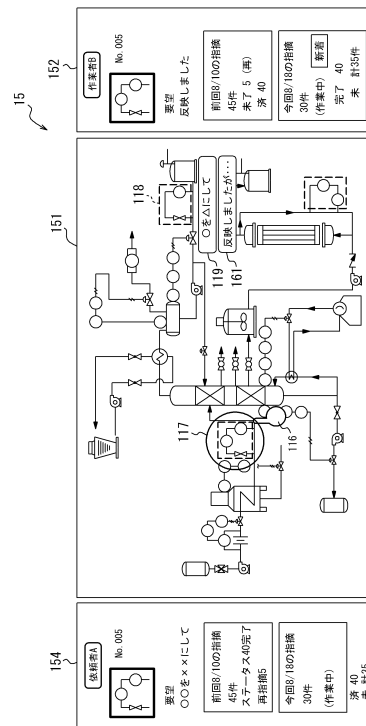 15
154
依頼者A
No. 005
要望
○○を××にして
前回8/10の指摘
45件
ステータス40完了
再指摘5
今回8/18の指摘
30件
(作業中)
済 40
151
117
116
118
○を△にして
119
反映しましたが…
161
152
作業者B
No. 005
要望
反映しました
前回8/10の指摘
45件
未了 5 (再)
済 40
今回8/18の指摘
30件 新着
(作業中)
完了 40
未 計35件